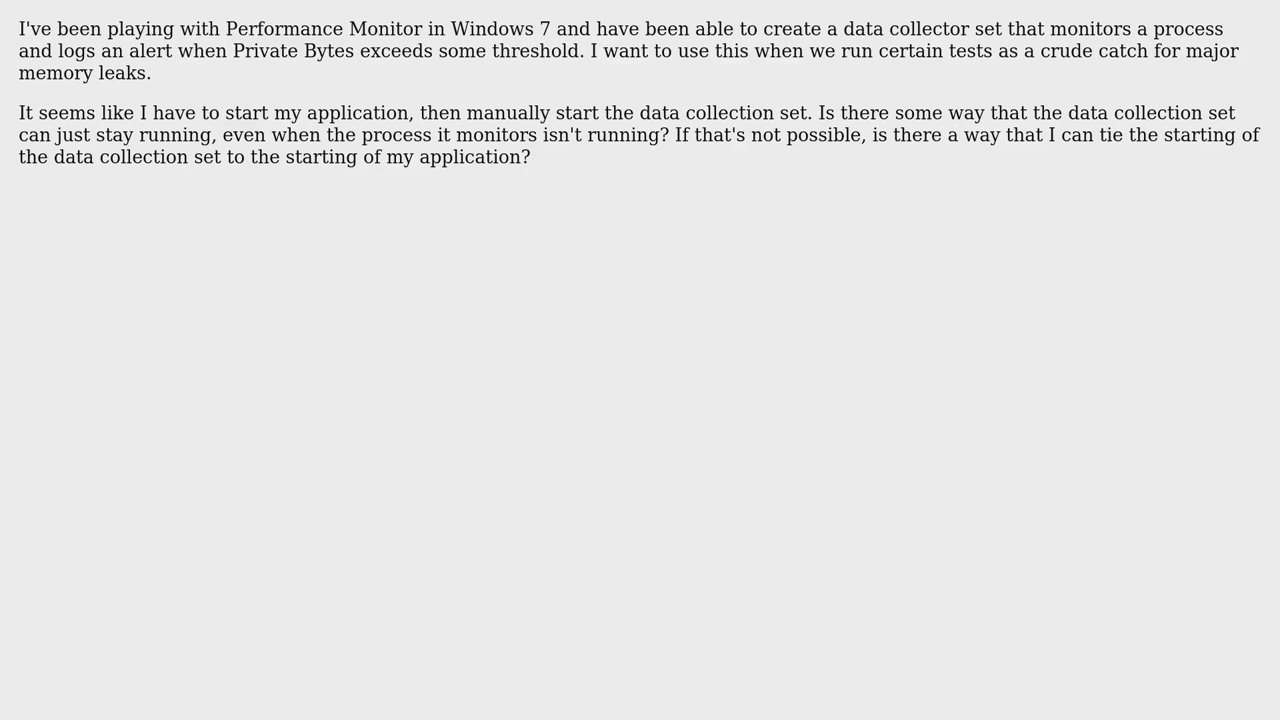 I've been playing with Performance Monitor in Windows 7 and have been able to create a data collector set that monitors a process
and logs an alert when Private Bytes exceeds some threshold. I want to use this when we run certain tests as a crude catch for major
memory leaks.
It seems like I have to start my application, then manually start the data collection set. Is there some way that the data collection set
can just stay running, even when the process it monitors isn't running? If that's not possible, is there a way that I can tie the starting of
the data collection set to the starting of my application?